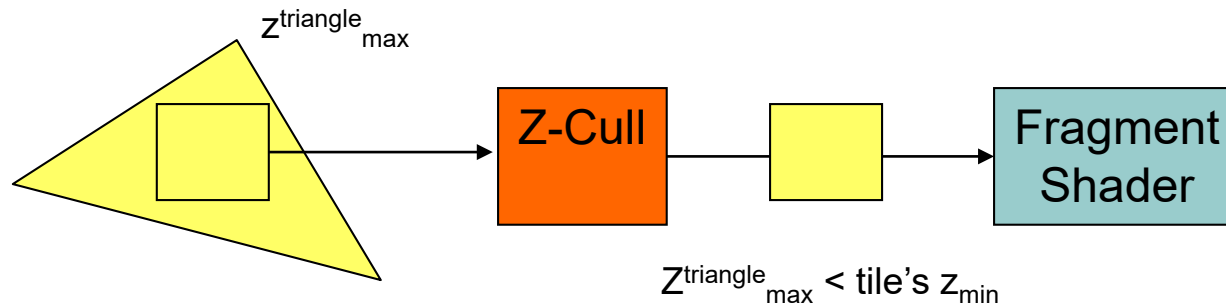 z^triangle_max
Z-Cull
Fragment
Shader
Z^triangle_max < tile's z_min